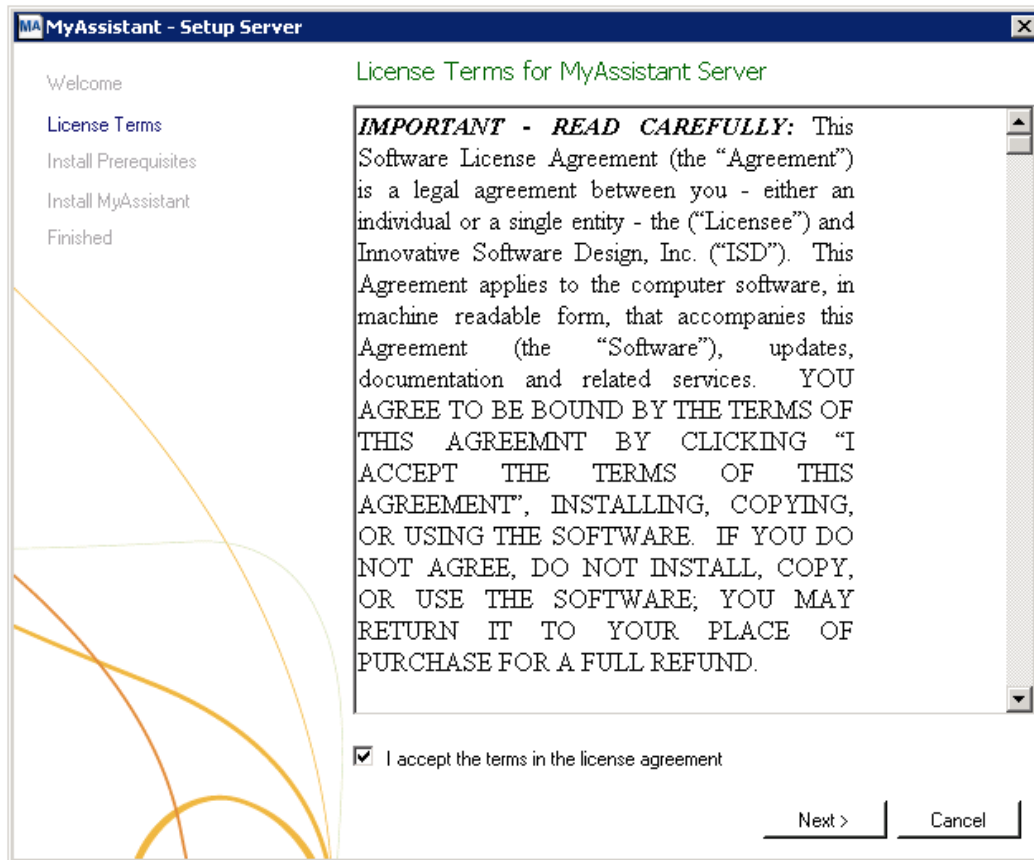 MA MyAssistant - Setup Server
Welcome
License Terms
Install Prerequisites
Install MyAssistant
Finished
License Terms for MyAssistant Server
IMPORTANT - READ CAREFULLY: This
Software License Agreement (the “Agreement”)
is a legal agreement between you - either an
individual or a single entity - the (“Licensee”) and
Innovative Software Design, Inc. (“ISD”). This
Agreement applies to the computer software, in
machine readable form, that accompanies this
Agreement (the “Software”), updates,
documentation and related services. YOU
AGREE TO BE BOUND BY THE TERMS OF
THIS AGREEMNT BY CLICKING “I
ACCEPT THE TERMS OF THIS
AGREEMENT”, INSTALLING, COPYING,
OR USING THE SOFTWARE. IF YOU DO
NOT AGREE, DO NOT INSTALL, COPY,
OR USE THE SOFTWARE; YOU MAY
RETURN IT TO YOUR PLACE OF
PURCHASE FOR A FULL REFUND.
I accept the terms in the license agreement
Next >
Cancel